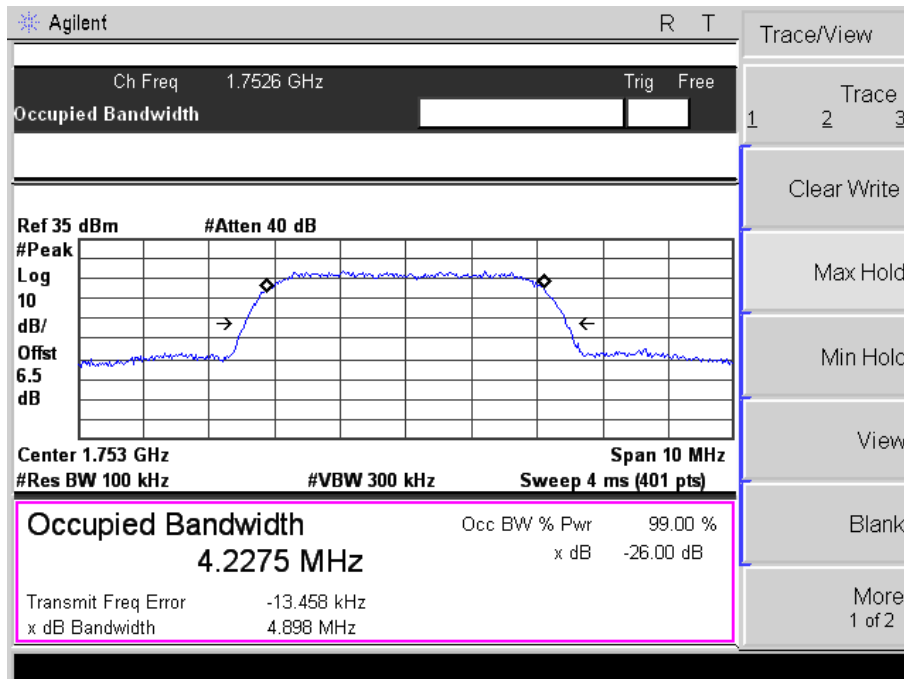 Agilent R T
Ch Freq 1.7526 GHz Trig Free
Occupied Bandwidth
Ref 35 dBm #Atten 40 dB
#Peak
Log
10
dB/
Offst
6.5
dB
Center 1.753 GHz Span 10 MHz
#Res BW 100 kHz #VBW 300 kHz Sweep 4 ms (401 pts)
Occupied Bandwidth
4.2275 MHz
Occ BW % Pwr 99.00 %
x dB -26.00 dB
Transmit Freq Error -13.458 kHz
x dB Bandwidth 4.898 MHz
Trace/View
Trace
1 2 3
Clear Write
Max Hold
Min Hold
View
Blank
More
1 of 2